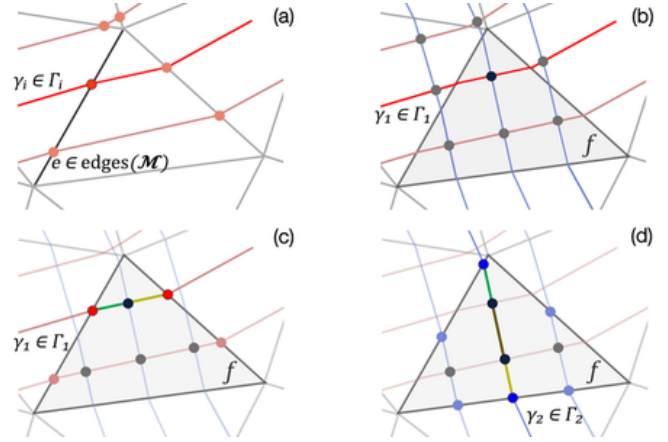 (a)
γᵢ ∈ Γᵢ
e ∈ edges(ℳ)
(b)
γ₁ ∈ Γ₁
f
(c)
γ₁ ∈ Γ₁
f
(d)
f
γ₂ ∈ Γ₂